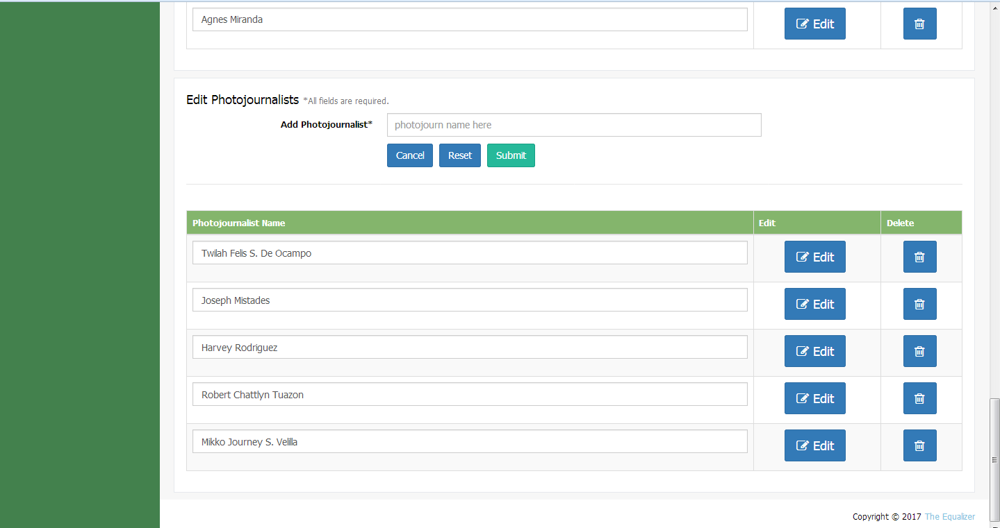 Agnes Miranda Edit
Edit Photojournalists *All fields are required.
Add Photojournalist* photojourn name here
Cancel Reset Submit
Photojournalist Name Edit Delete
Twilah Felis S. De Ocampo Edit
Joseph Mistades Edit
Harvey Rodriguez Edit
Robert Chattlyn Tuazon Edit
Mikko Journey S. Velilla Edit
Copyright © 2017 The Equalizer